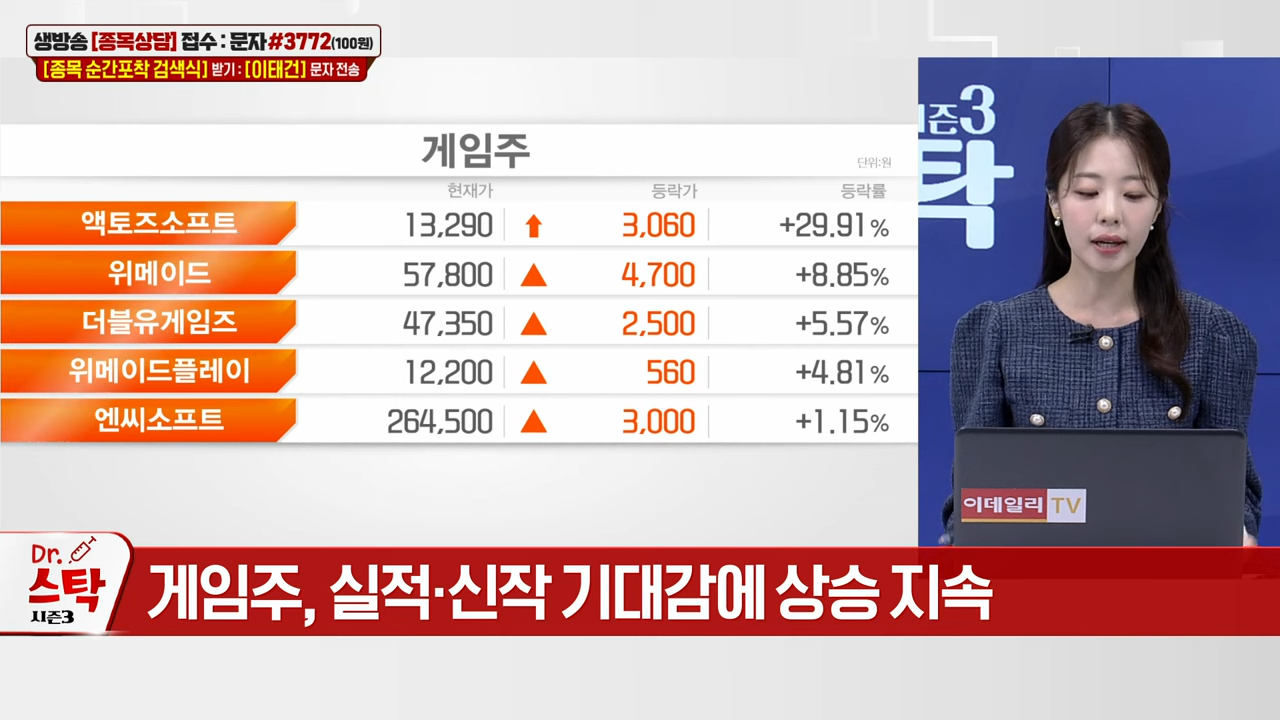 생방송 [종목상담] 접수 : 문자#3772(100원)
[종목 순간포착 검색식] 받기 : [이태건] 문자 전송
시즌3
탁
게임주
단위:원
현재가 등락가 등락률
액토즈소프트 13,290 3,060 +29.91%
위메이드 57,800 ▲ 4,700 +8.85%
더블유게임즈 47,350 ▲ 2,500 +5.57%
위메이드플레이 12,200 ▲ 560 +4.81%
엔씨소프트 264,500 ▲ 3,000 +1.15%
이데일리TV
Dr.
스탁
시즌3
게임주, 실적·신작 기대감에 상승 지속